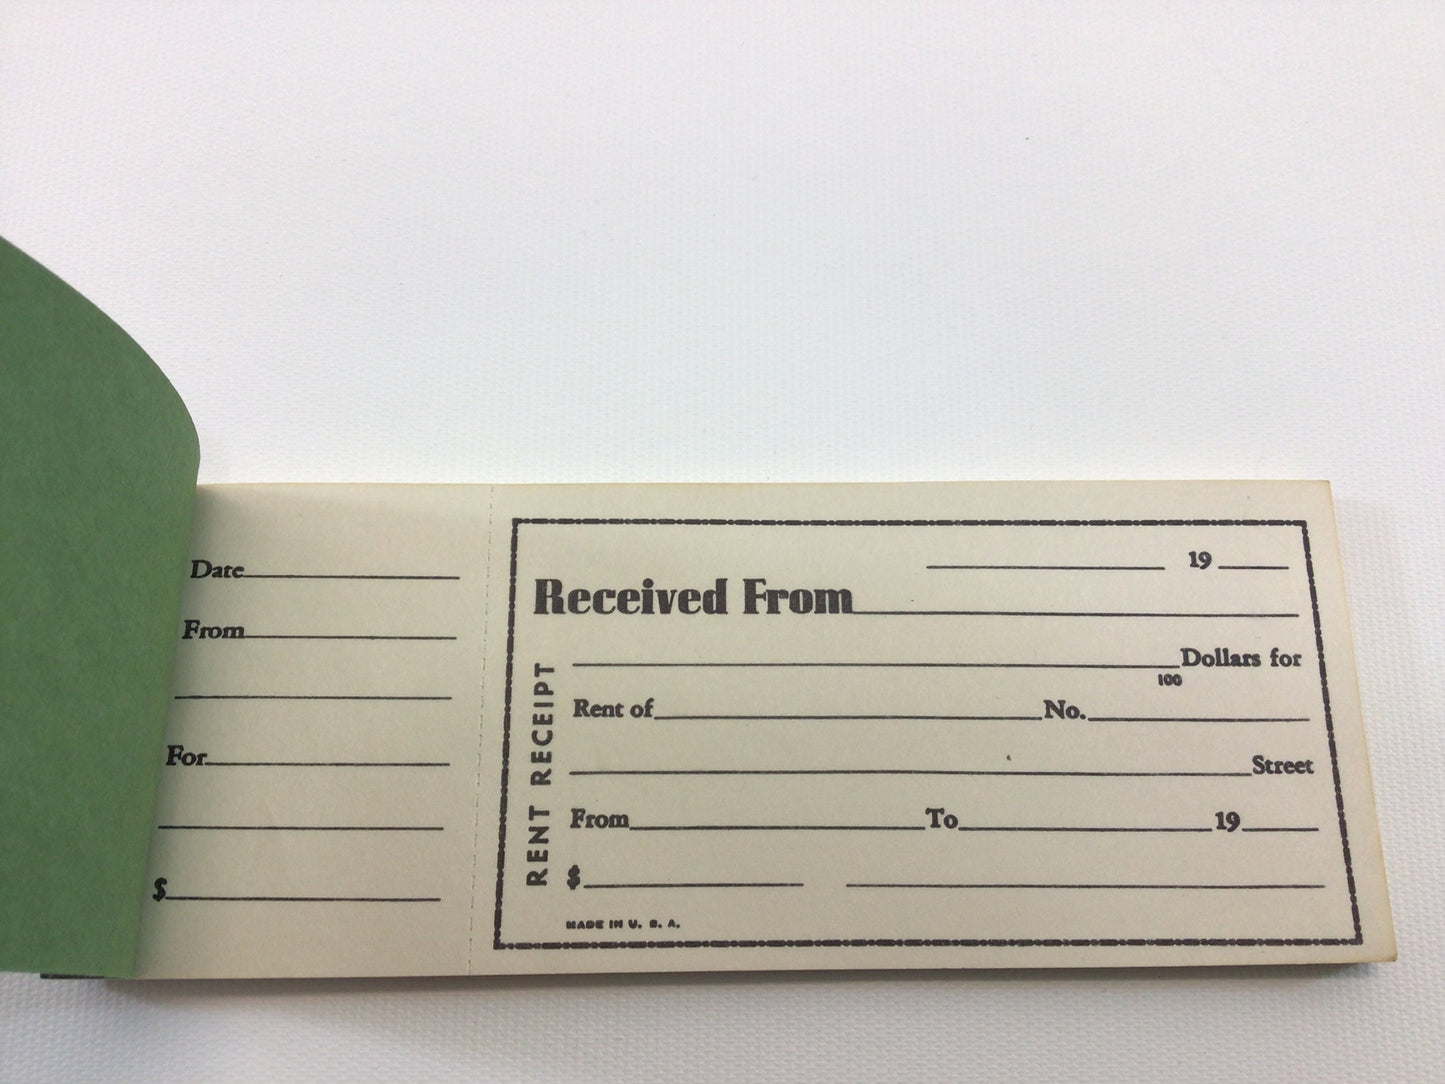 Date
From
For
$
19
Received From
Dollars for
100
Rent of No.
Street
From To 19
$
RENT RECEIPT
MADE IN U. S. A.